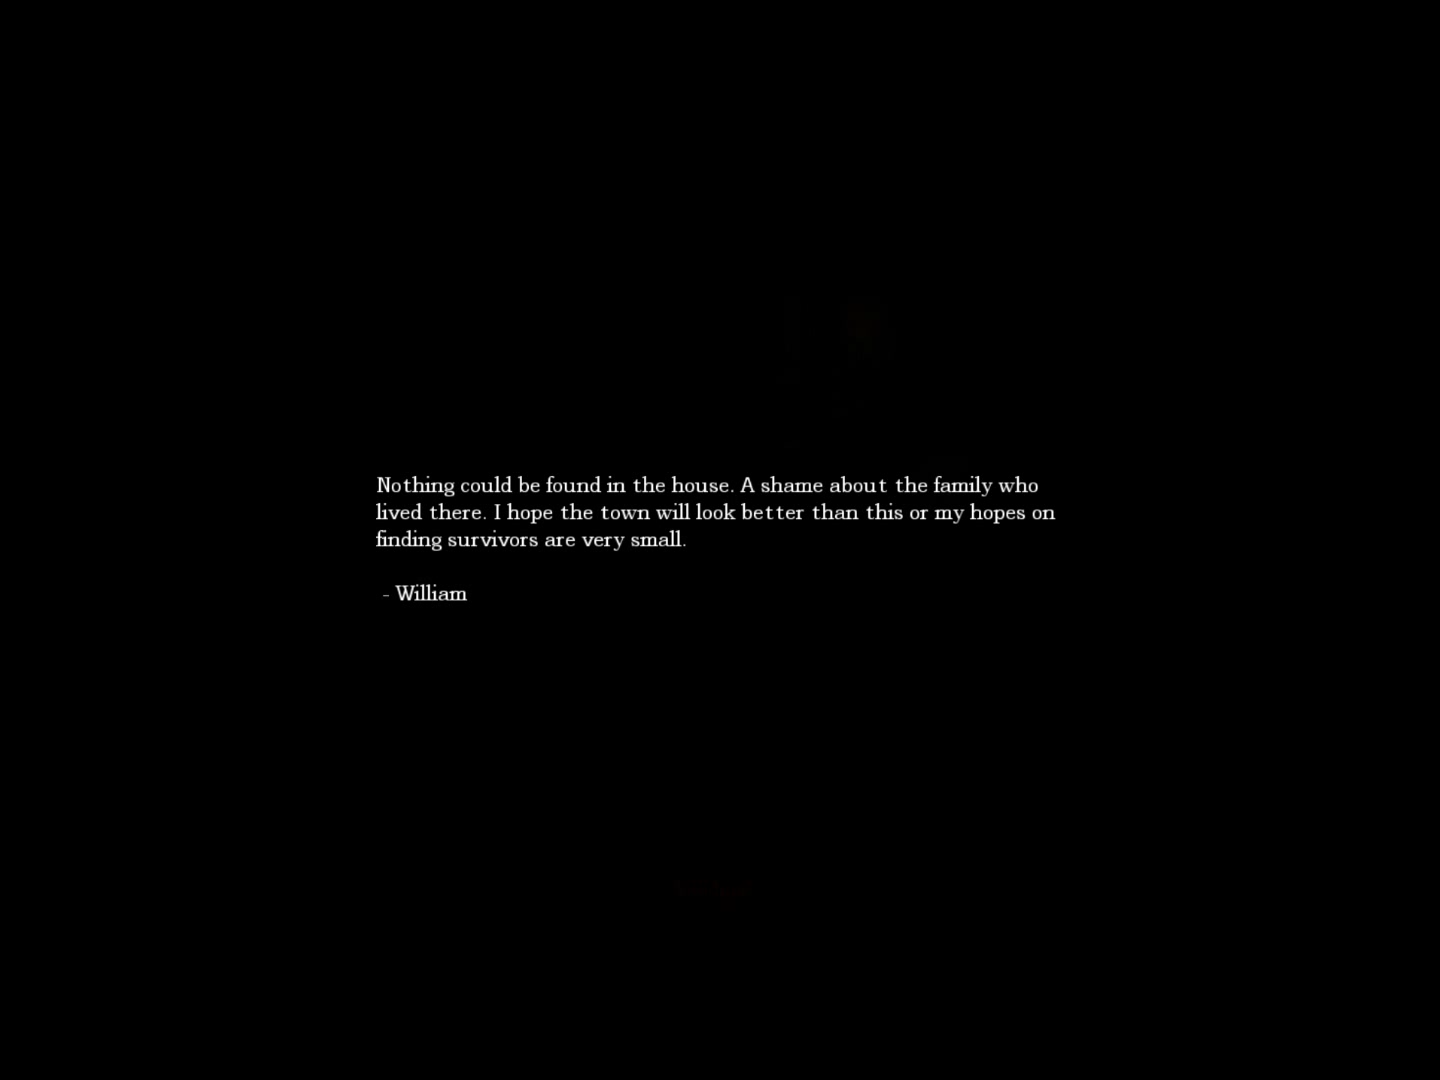 Nothing could be found in the house. A shame about the family who
lived there. I hope the town will look better than this or my hopes on
finding survivors are very small.
- William